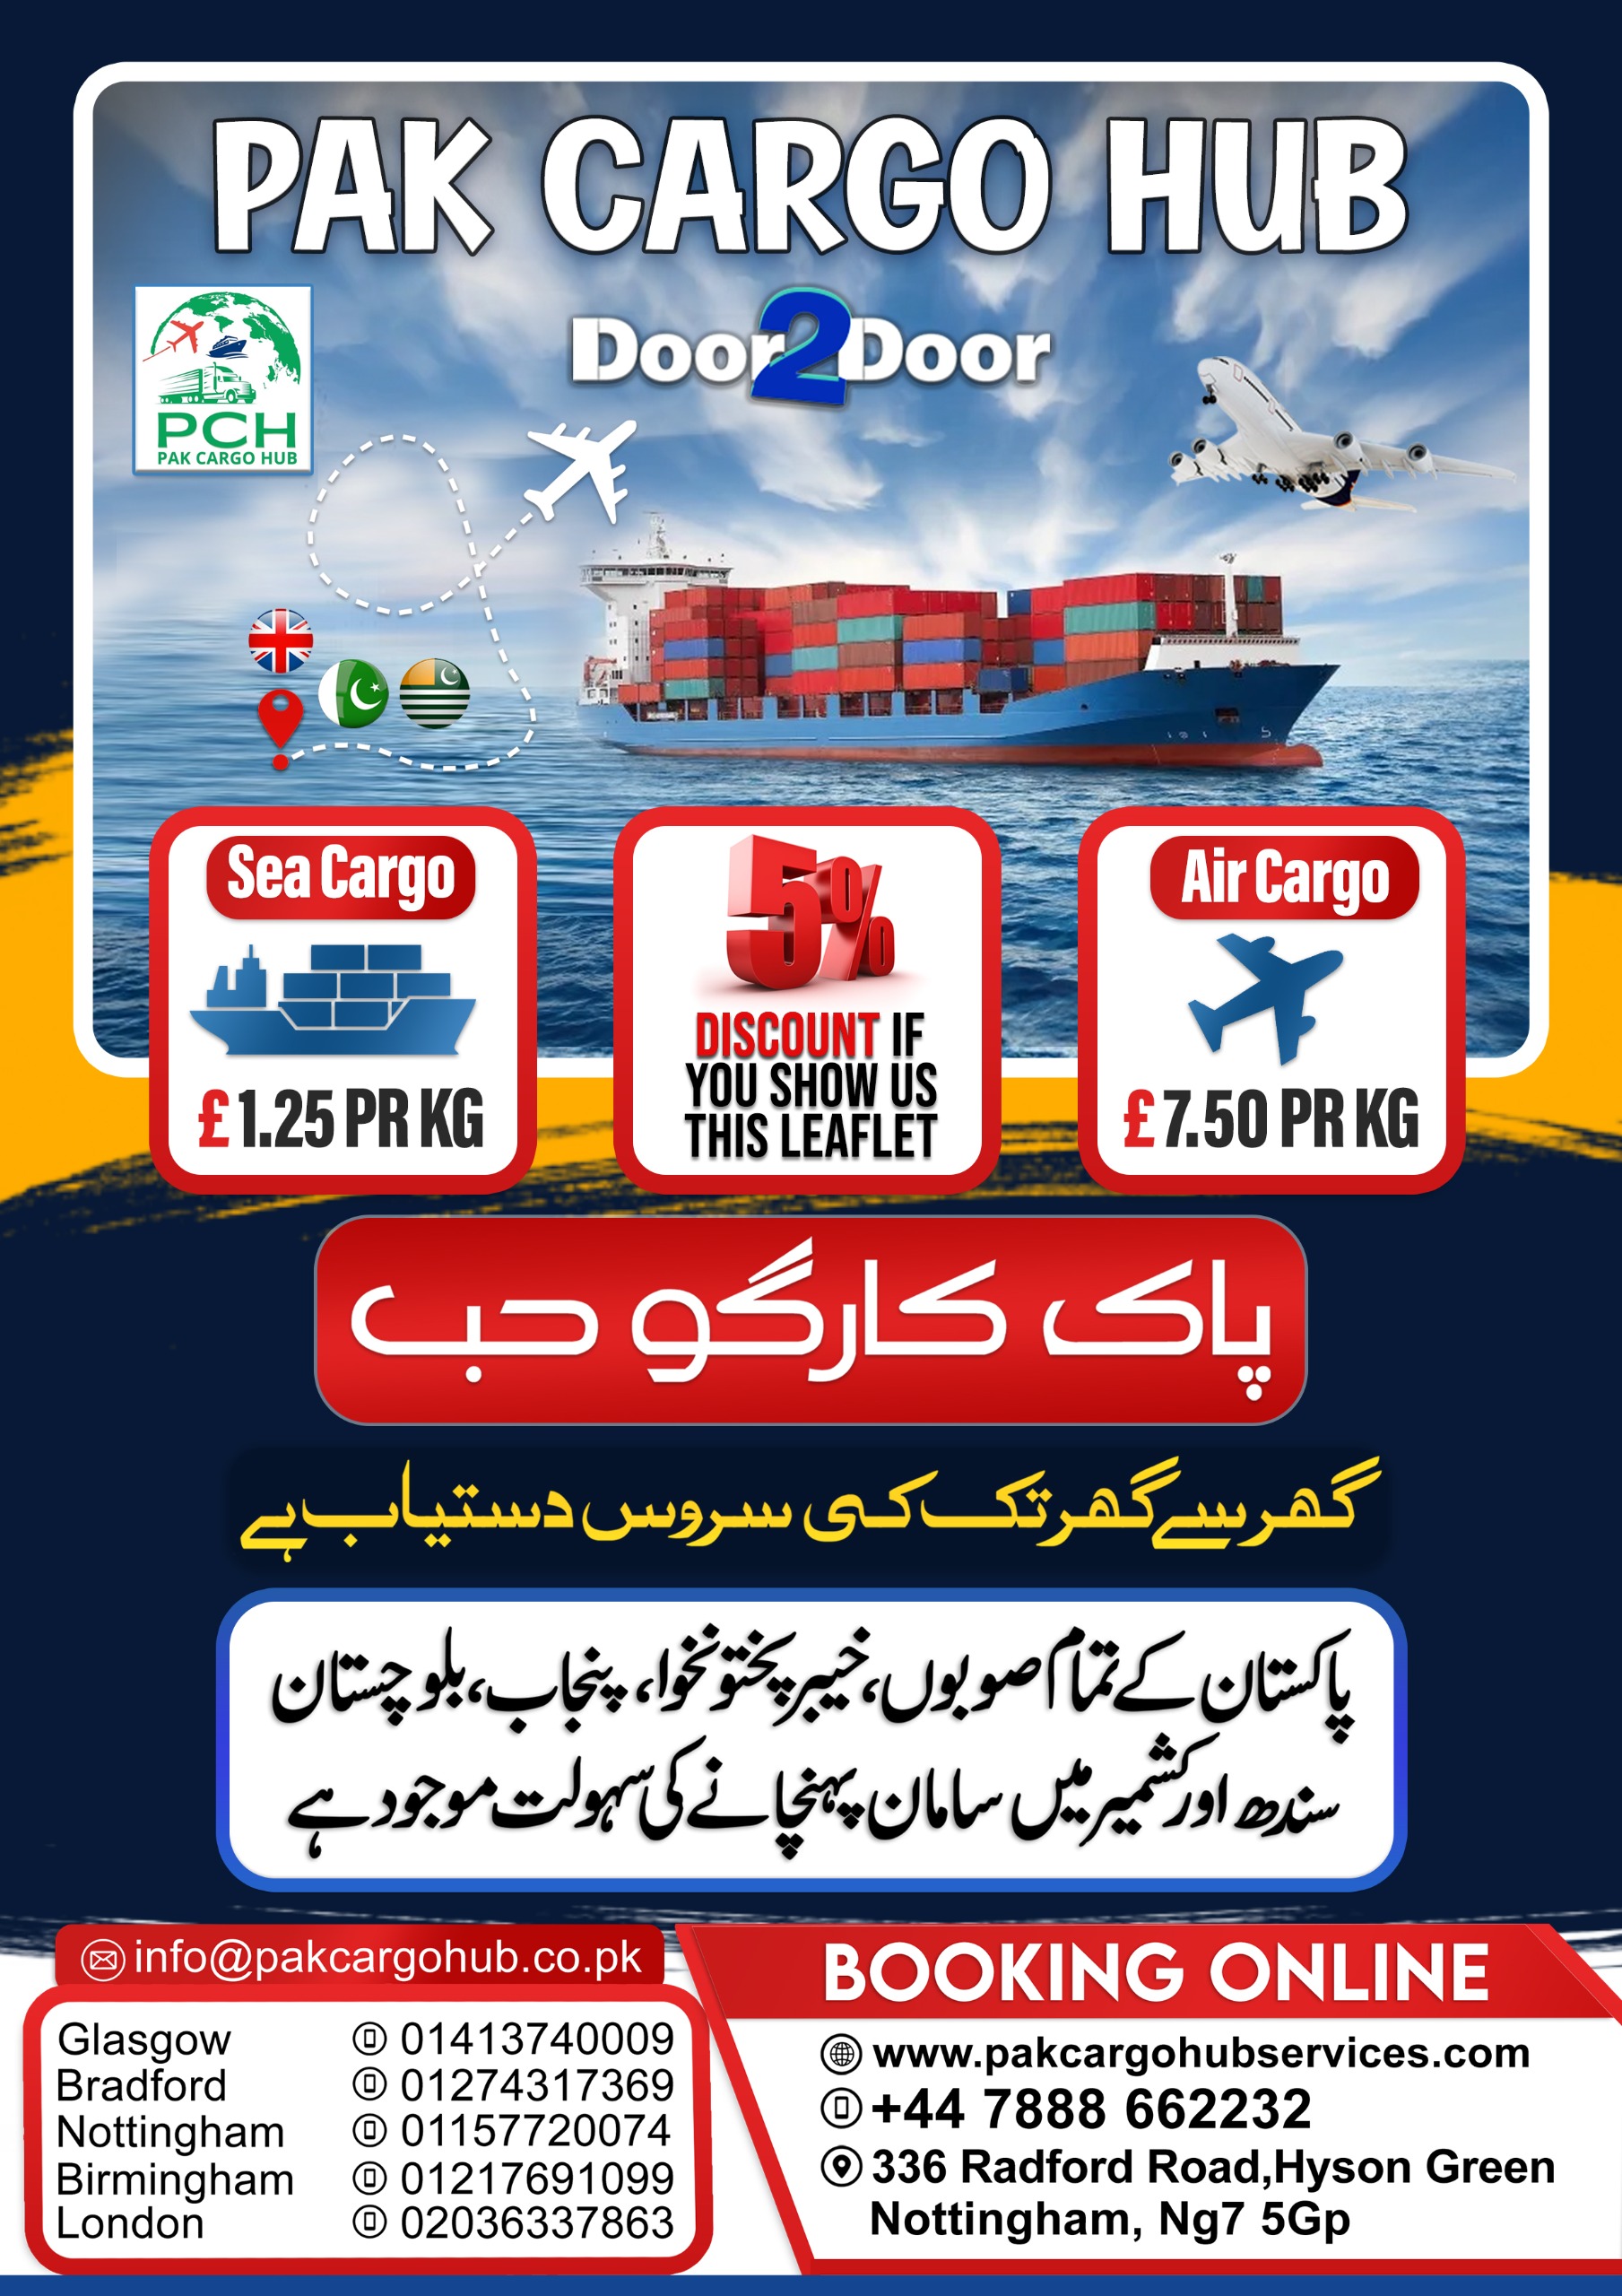 PAK CARGO HUB
Door2Door
PCH
PAK CARGO HUB
Sea Cargo
£1.25 PR KG
5%
DISCOUNT IF
YOU SHOW US
THIS LEAFLET
Air Cargo
£7.50 PR KG
پاک کارگو حب
گھر سے گھر تک کی سروس دستیاب ہے
پاکستان کے تمام صوبوں، خیبر پختونخوا، پنجاب، بلوچستان
سندھ اور کشمیر میں سامان پہنچانے کی سہولت موجود ہے
info@pakcargohub.co.pk
Glasgow 01413740009
Bradford 01274317369
Nottingham 01157720074
Birmingham 01217691099
London 02036337863
BOOKING ONLINE
www.pakcargohubservices.com
+44 7888 662232
336 Radford Road,Hyson Green
Nottingham, Ng7 5Gp